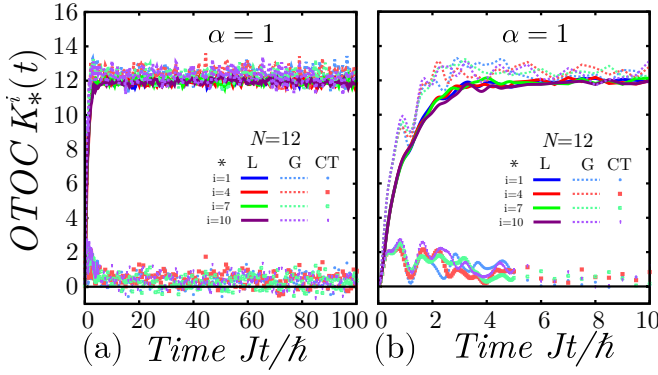 OTOC K^i_*(t)
16
14
12
10
8
6
4
2
0
α = 1
N=12
* L G CT
i=1
i=4
i=7
i=10
0 20 40 60 80 100
(a) Time Jt/ħ
α = 1
N=12
* L G CT
i=1
i=4
i=7
i=10
0 2 4 6 8 10
(b) Time Jt/ħ